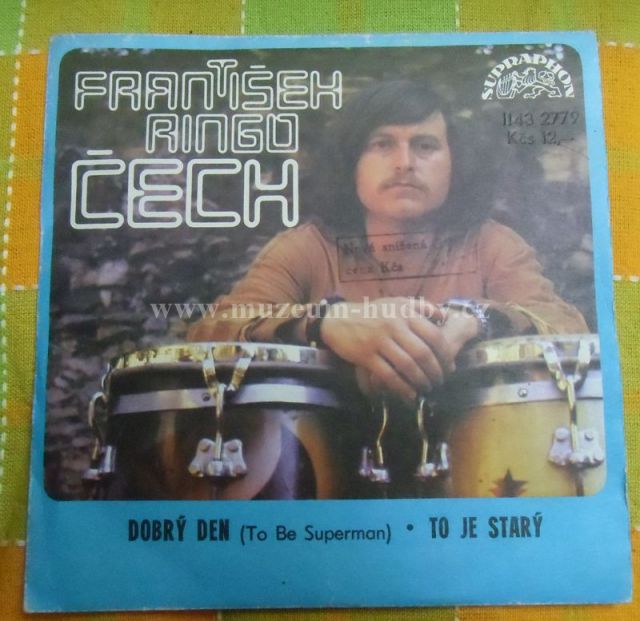 FRANTIŠEK
RINGO
ČECH
SUPRAPHON
1143 2779
Kčs 12,–
Nová snížená
cena Kčs
www.muzeum-hudby.cz
DOBRÝ DEN (To Be Superman) • TO JE STARÝ